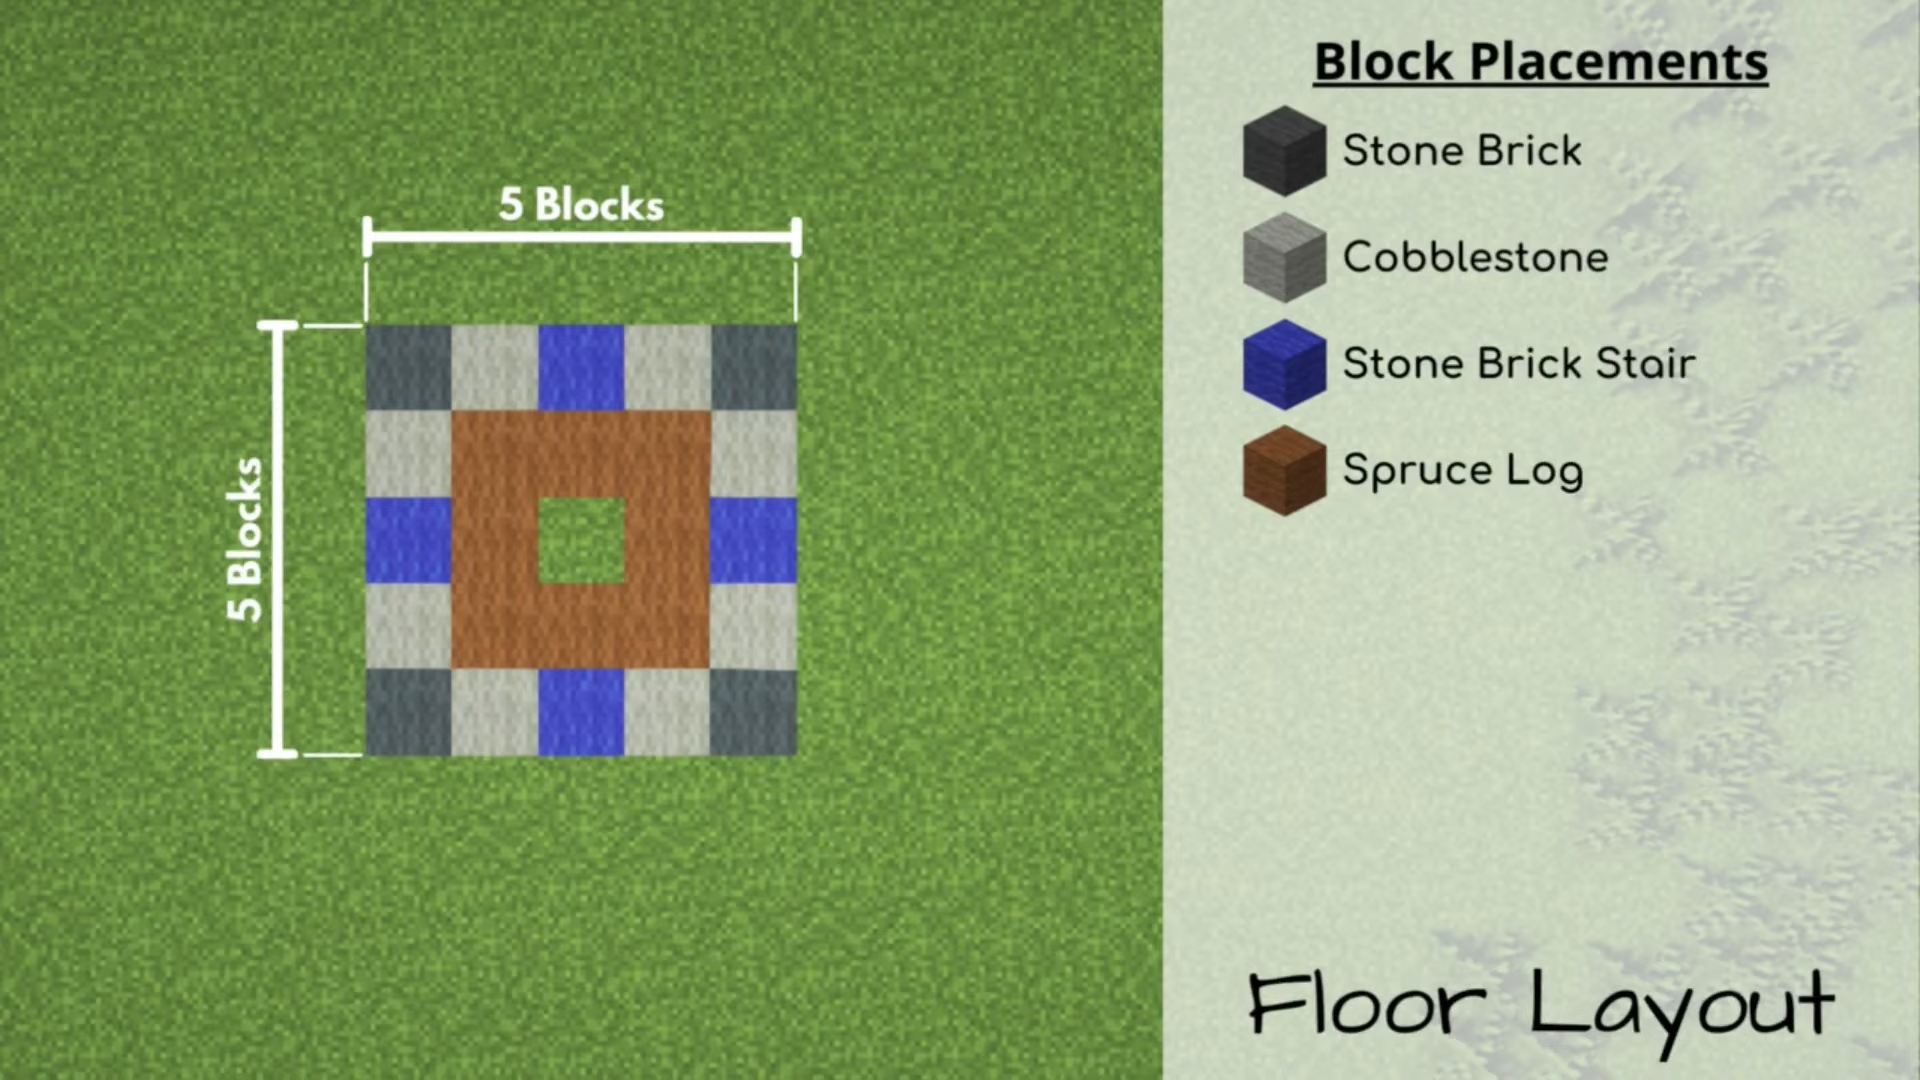 Block Placements
Stone Brick
Cobblestone
Stone Brick Stair
Spruce Log
5 Blocks
5 Blocks
Floor Layout